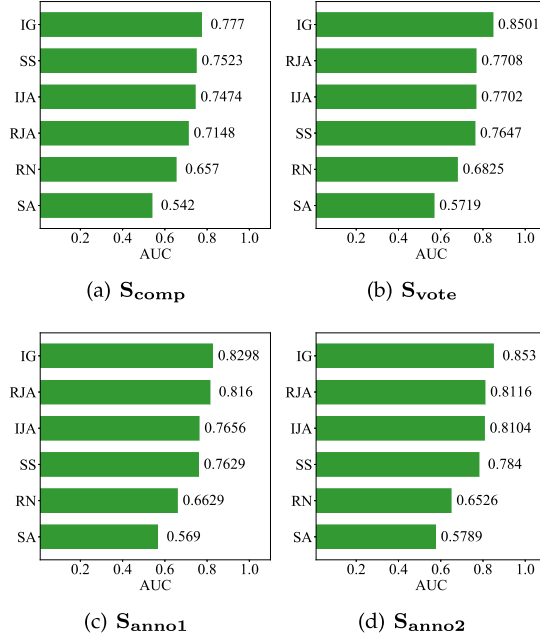 IG 0.777
SS 0.7523
IJA 0.7474
RJA 0.7148
RN 0.657
SA 0.542
0.2 0.4 0.6 0.8 1.0
AUC
(a) S_comp
IG 0.8501
RJA 0.7708
IJA 0.7702
SS 0.7647
RN 0.6825
SA 0.5719
0.2 0.4 0.6 0.8 1.0
AUC
(b) S_vote
IG 0.8298
RJA 0.816
IJA 0.7656
SS 0.7629
RN 0.6629
SA 0.569
0.2 0.4 0.6 0.8 1.0
AUC
(c) S_anno1
IG 0.853
RJA 0.8116
IJA 0.8104
SS 0.784
RN 0.6526
SA 0.5789
0.2 0.4 0.6 0.8 1.0
AUC
(d) S_anno2